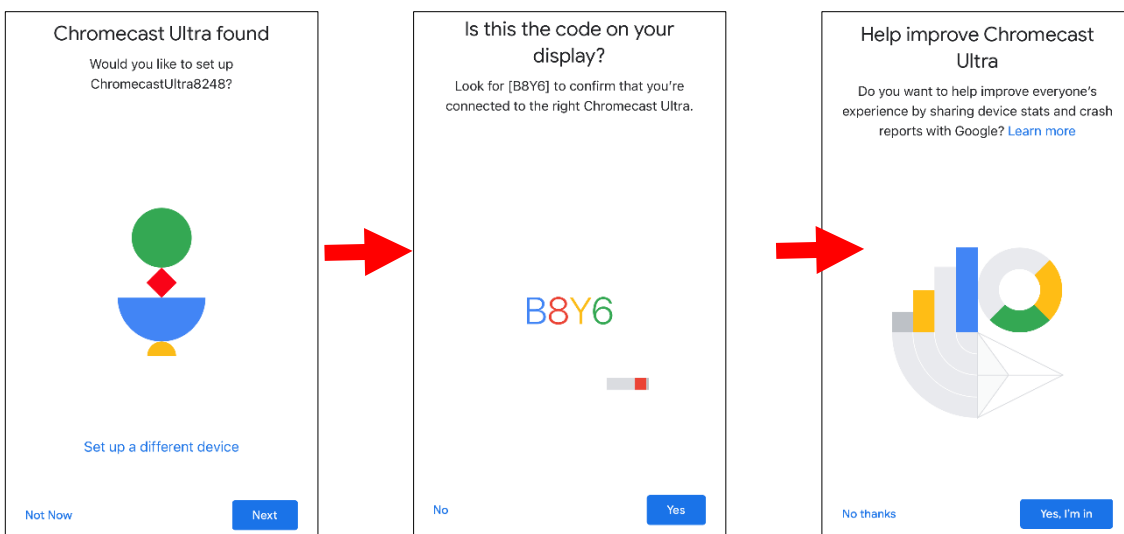 Chromecast Ultra found
Would you like to set up
ChromecastUltra8248?
Set up a different device
Not Now
Next
Is this the code on your
display?
Look for [B8Y6] to confirm that you're
connected to the right Chromecast Ultra.
B8Y6
No
Yes
Help improve Chromecast
Ultra
Do you want to help improve everyone's
experience by sharing device stats and crash
reports with Google? Learn more
No thanks
Yes, I'm in